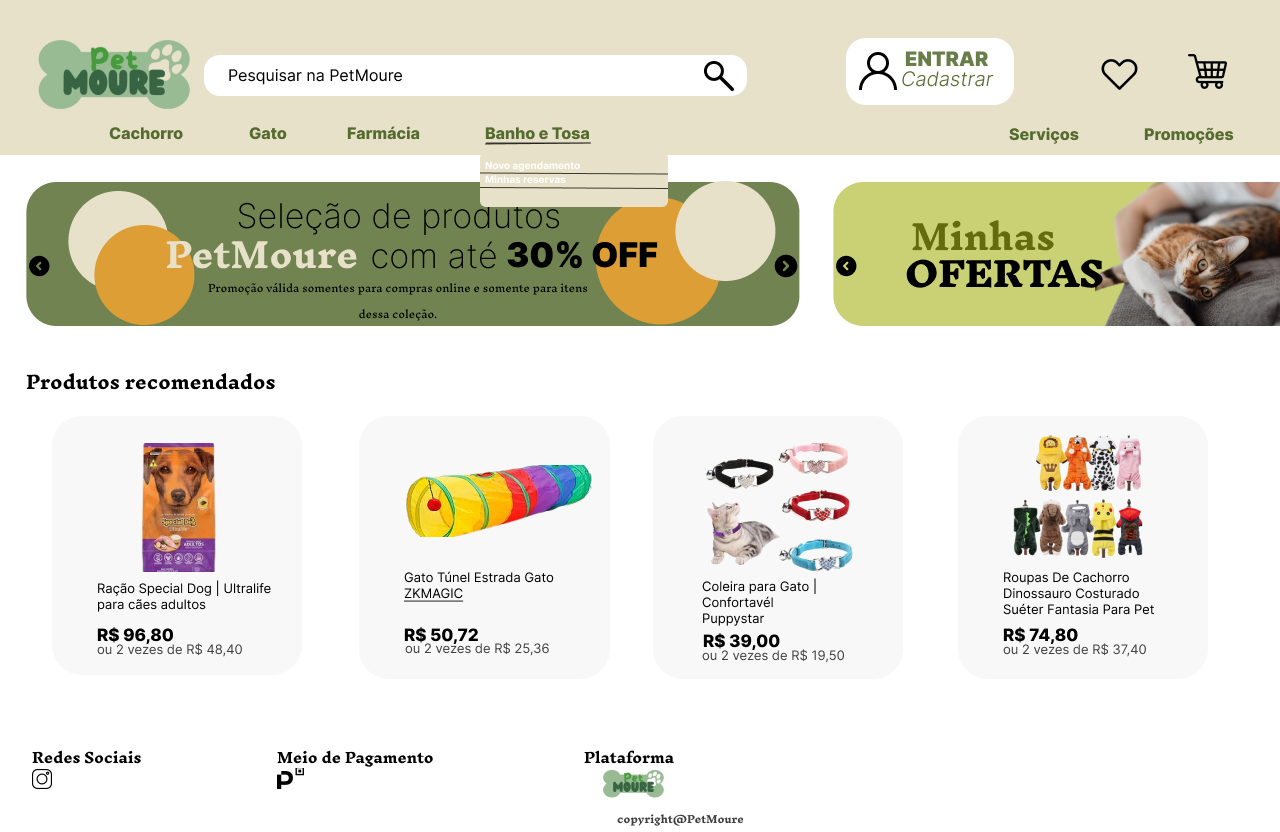 Pet
MOURE
Pesquisar na PetMoure
ENTRAR
Cadastrar
Cachorro
Gato
Farmácia
Banho e Tosa
Serviços
Promoções
Novo agendamento
Minhas reservas
Seleção de produtos
PetMoure com até 30% OFF
Promoção válida somentes para compras online e somente para itens
dessa coleção.
Minhas
OFERTAS
Produtos recomendados
Special Dog
Ultralife
ADULTOS
Ração Special Dog | Ultralife
para cães adultos
R$ 96,80
ou 2 vezes de R$ 48,40
Gato Túnel Estrada Gato
ZKMAGIC
R$ 50,72
ou 2 vezes de R$ 25,36
Coleira para Gato |
Confortavél
Puppystar
R$ 39,00
ou 2 vezes de R$ 19,50
Roupas De Cachorro
Dinossauro Costurado
Suéter Fantasia Para Pet
R$ 74,80
ou 2 vezes de R$ 37,40
Redes Sociais
Meio de Pagamento
Plataforma
Pet
MOURE
copyright@PetMoure